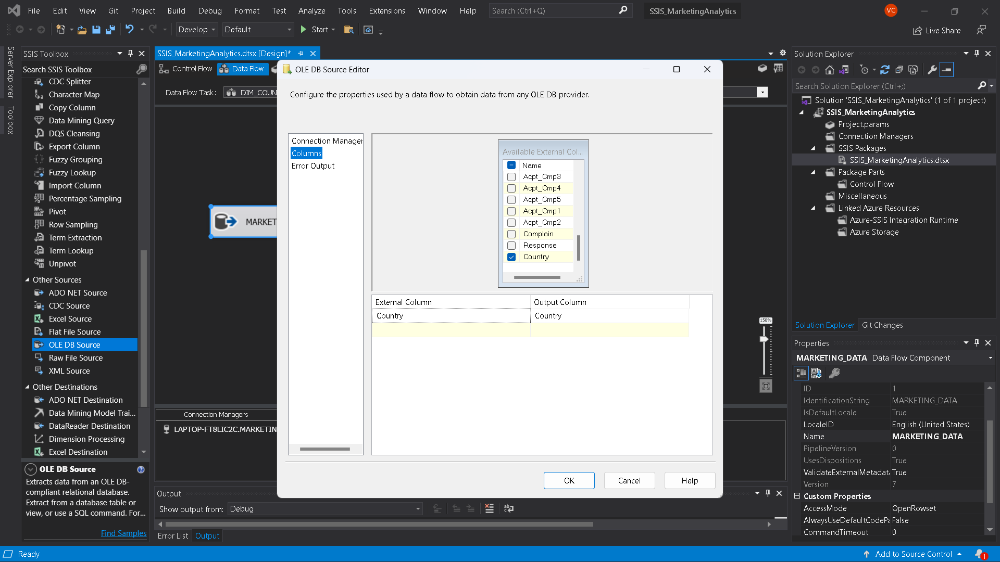 File Edit View Git Project Build Debug Format Test Analyze Tools Extensions Window Help Search (Ctrl+Q) SSIS_MarketingAnalytics VC
Develop Default Start Live Share
Server Explorer
Toolbox
SSIS Toolbox
Search SSIS Toolbox
CDC Splitter
Character Map
Copy Column
Data Mining Query
DQS Cleansing
Export Column
Fuzzy Grouping
Fuzzy Lookup
Import Column
Percentage Sampling
Pivot
Row Sampling
Term Extraction
Term Lookup
Unpivot
Other Sources
ADO NET Source
CDC Source
Excel Source
Flat File Source
OLE DB Source
Raw File Source
XML Source
Other Destinations
ADO NET Destination
Data Mining Model Trai...
DataReader Destination
Dimension Processing
Excel Destination
OLE DB Source
Extracts data from an OLE DB-
compliant relational database.
Extract from a database table or
view, or use a SQL command. For...
Find Samples
SSIS_MarketingAnalytics.dtsx [Design]*
Control Flow Data Flow
Data Flow Task: DIM_COUN
MARKET
150%
Connection Managers
LAPTOP-FT8LIC2C.MARKETIN
OLE DB Source Editor
Configure the properties used by a data flow to obtain data from any OLE DB provider.
Connection Manager
Columns
Error Output
Available External Col...
Name
Acpt_Cmp3
Acpt_Cmp4
Acpt_Cmp5
Acpt_Cmp1
Acpt_Cmp2
Complain
Response
Country
External Column Output Column
Country Country
OK Cancel Help
Output
Show output from: Debug
Error List Output
Solution Explorer
Search Solution Explorer (Ctrl+;)
Solution 'SSIS_MarketingAnalytics' (1 of 1 project)
SSIS_MarketingAnalytics
Project.params
Connection Managers
SSIS Packages
SSIS_MarketingAnalytics.dtsx
Package Parts
Control Flow
Miscellaneous
Linked Azure Resources
Azure-SSIS Integration Runtime
Azure Storage
Solution Explorer Git Changes
Properties
MARKETING_DATA Data Flow Component
ID 1
IdentificationString MARKETING_DATA
IsDefaultLocale True
LocaleID English (United States)
Name MARKETING_DATA
PipelineVersion 0
UsesDispositions True
ValidateExternalMetadat True
Version 7
Custom Properties
AccessMode OpenRowset
AlwaysUseDefaultCodePa False
CommandTimeout 0
Ready Add to Source Control 1